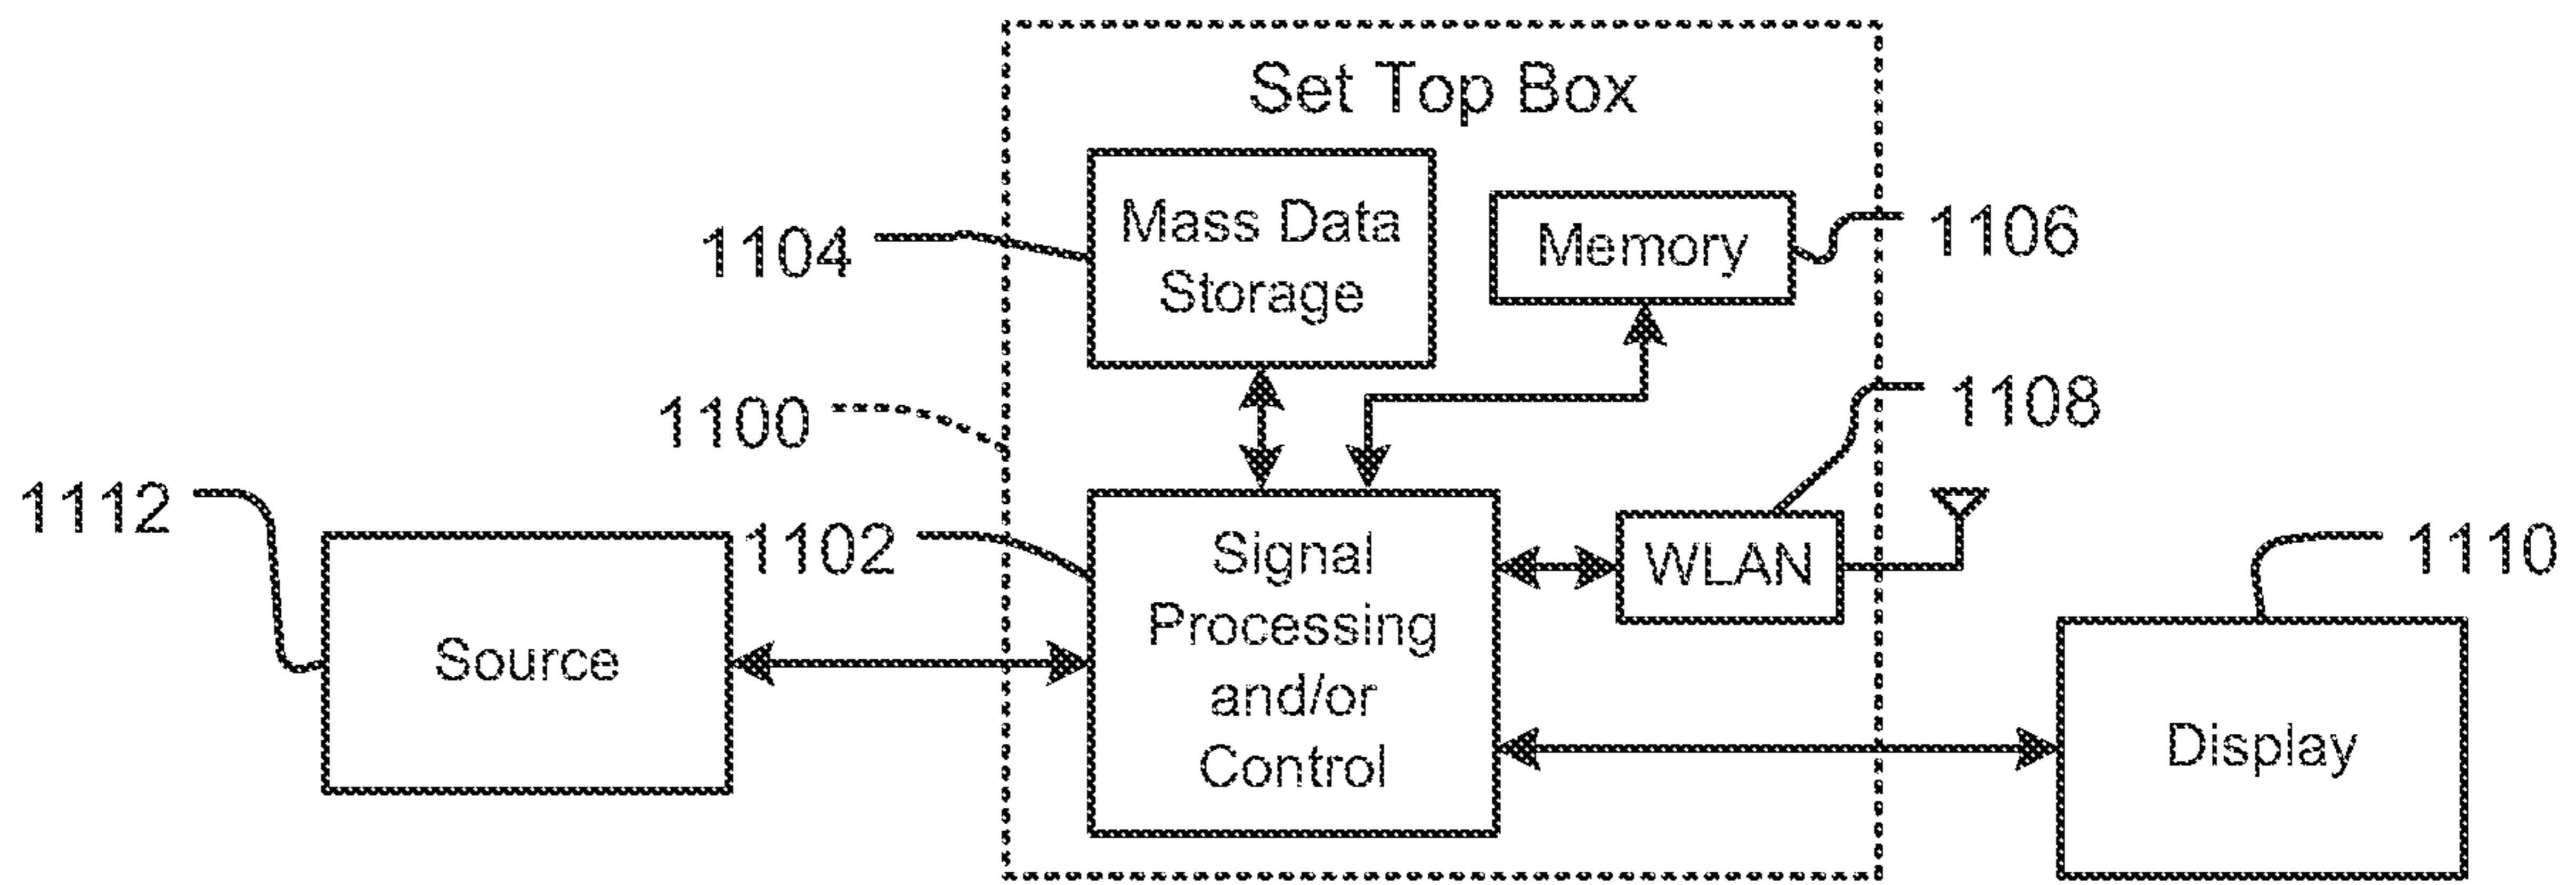 Set Top Box
Mass Data
Storage
Memory
1104
1106
1100
1108
1112
1102
Signal
Processing
and/or
Control
WLAN
1110
Source
Display